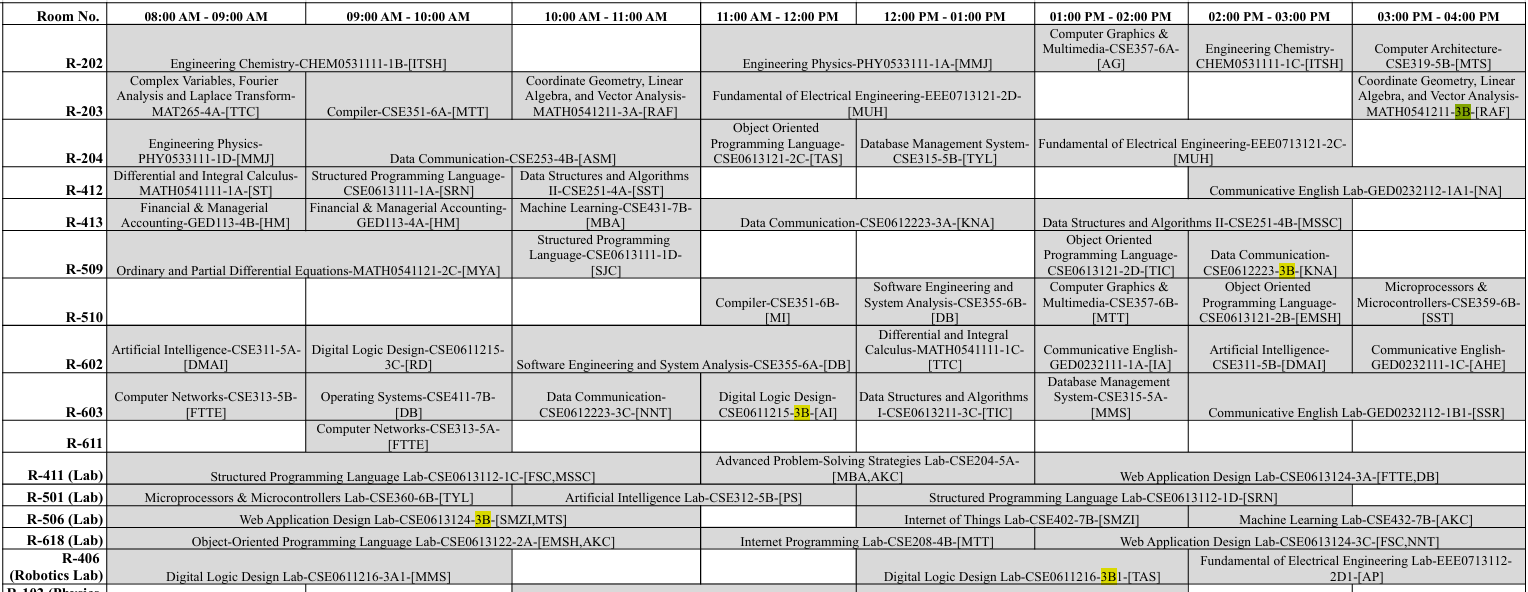 Room No. 08:00 AM - 09:00 AM 09:00 AM - 10:00 AM 10:00 AM - 11:00 AM 11:00 AM - 12:00 PM 12:00 PM - 01:00 PM 01:00 PM - 02:00 PM 02:00 PM - 03:00 PM 03:00 PM - 04:00 PM
R-202
Engineering Chemistry-CHEM0531111-1B-[ITSH]
Engineering Physics-PHY0533111-1A-[MMJ]
Computer Graphics &
Multimedia-CSE357-6A-
[AG]
Engineering Chemistry-
CHEM0531111-1C-[ITSH]
Computer Architecture-
CSE319-5B-[MTS]
R-203
Complex Variables, Fourier
Analysis and Laplace Transform-
MAT265-4A-[TTC]
Compiler-CSE351-6A-[MTT]
Coordinate Geometry, Linear
Algebra, and Vector Analysis-
MATH0541211-3A-[RAF]
Fundamental of Electrical Engineering-EEE0713121-2D-
[MUH]
Coordinate Geometry, Linear
Algebra, and Vector Analysis-
MATH0541211-3B-[RAF]
R-204
Engineering Physics-
PHY0533111-1D-[MMJ]
Data Communication-CSE253-4B-[ASM]
Object Oriented
Programming Language-
CSE0613121-2C-[TAS]
Database Management System-
CSE315-5B-[TYL]
Fundamental of Electrical Engineering-EEE0713121-2C-
[MUH]
R-412
Differential and Integral Calculus-
MATH0541111-1A-[ST]
Structured Programming Language-
CSE0613111-1A-[SRN]
Data Structures and Algorithms
II-CSE251-4A-[SST]
Communicative English Lab-GED0232112-1A1-[NA]
R-413
Financial & Managerial
Accounting-GED113-4B-[HM]
Financial & Managerial Accounting-
GED113-4A-[HM]
Machine Learning-CSE431-7B-
[MBA]
Data Communication-CSE0612223-3A-[KNA]
Data Structures and Algorithms II-CSE251-4B-[MSSC]
R-509
Ordinary and Partial Differential Equations-MATH0541121-2C-[MYA]
Structured Programming
Language-CSE0613111-1D-
[SJC]
Object Oriented
Programming Language-
CSE0613121-2D-[TIC]
Data Communication-
CSE0612223-3B-[KNA]
R-510
Compiler-CSE351-6B-
[MI]
Software Engineering and
System Analysis-CSE355-6B-
[DB]
Computer Graphics &
Multimedia-CSE357-6B-
[MTT]
Object Oriented
Programming Language-
CSE0613121-2B-[EMSH]
Microprocessors &
Microcontrollers-CSE359-6B-
[SST]
R-602
Artificial Intelligence-CSE311-5A-
[DMAI]
Digital Logic Design-CSE0611215-
3C-[RD]
Software Engineering and System Analysis-CSE355-6A-[DB]
Differential and Integral
Calculus-MATH0541111-1C-
[TTC]
Communicative English-
GED0232111-1A-[IA]
Artificial Intelligence-
CSE311-5B-[DMAI]
Communicative English-
GED0232111-1C-[AHE]
R-603
Computer Networks-CSE313-5B-
[FTTE]
Operating Systems-CSE411-7B-
[DB]
Data Communication-
CSE0612223-3C-[NNT]
Digital Logic Design-
CSE0611215-3B-[AI]
Data Structures and Algorithms
I-CSE0613211-3C-[TIC]
Database Management
System-CSE315-5A-
[MMS]
Communicative English Lab-GED0232112-1B1-[SSR]
R-611
Computer Networks-CSE313-5A-
[FTTE]
R-411 (Lab)
Structured Programming Language Lab-CSE0613112-1C-[FSC,MSSC]
Advanced Problem-Solving Strategies Lab-CSE204-5A-
[MBA,AKC]
Web Application Design Lab-CSE0613124-3A-[FTTE,DB]
R-501 (Lab)
Microprocessors & Microcontrollers Lab-CSE360-6B-[TYL]
Artificial Intelligence Lab-CSE312-5B-[PS]
Structured Programming Language Lab-CSE0613112-1D-[SRN]
R-506 (Lab)
Web Application Design Lab-CSE0613124-3B-[SMZI,MTS]
Internet of Things Lab-CSE402-7B-[SMZI]
Machine Learning Lab-CSE432-7B-[AKC]
R-618 (Lab)
Object-Oriented Programming Language Lab-CSE0613122-2A-[EMSH,AKC]
Internet Programming Lab-CSE208-4B-[MTT]
Web Application Design Lab-CSE0613124-3C-[FSC,NNT]
R-406
(Robotics Lab)
Digital Logic Design Lab-CSE0611216-3A1-[MMS]
Digital Logic Design Lab-CSE0611216-3B1-[TAS]
Fundamental of Electrical Engineering Lab-EEE0713112-
2D1-[AP]
R-102 (Physics